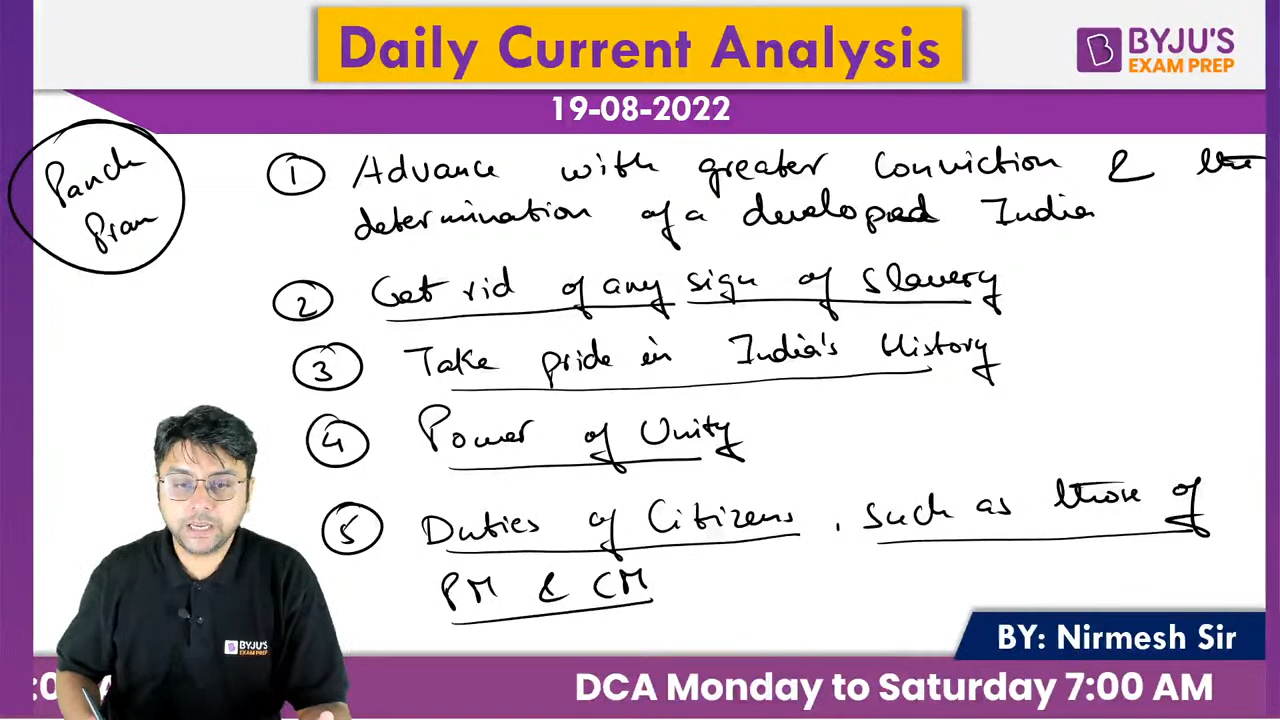 Daily Current Analysis
BYJU'S
EXAM PREP
19-08-2022
Panch
Pran
1 Advance with greater conviction & the
determination of a developed India
2 Get rid of any sign of slavery
3 Take pride in India's History
4 Power of Unity
5 Duties of Citizens, such as those of
PM & CM
BYJU'S
EXAM PREP
BY: Nirmesh Sir
DCA Monday to Saturday 7:00 AM